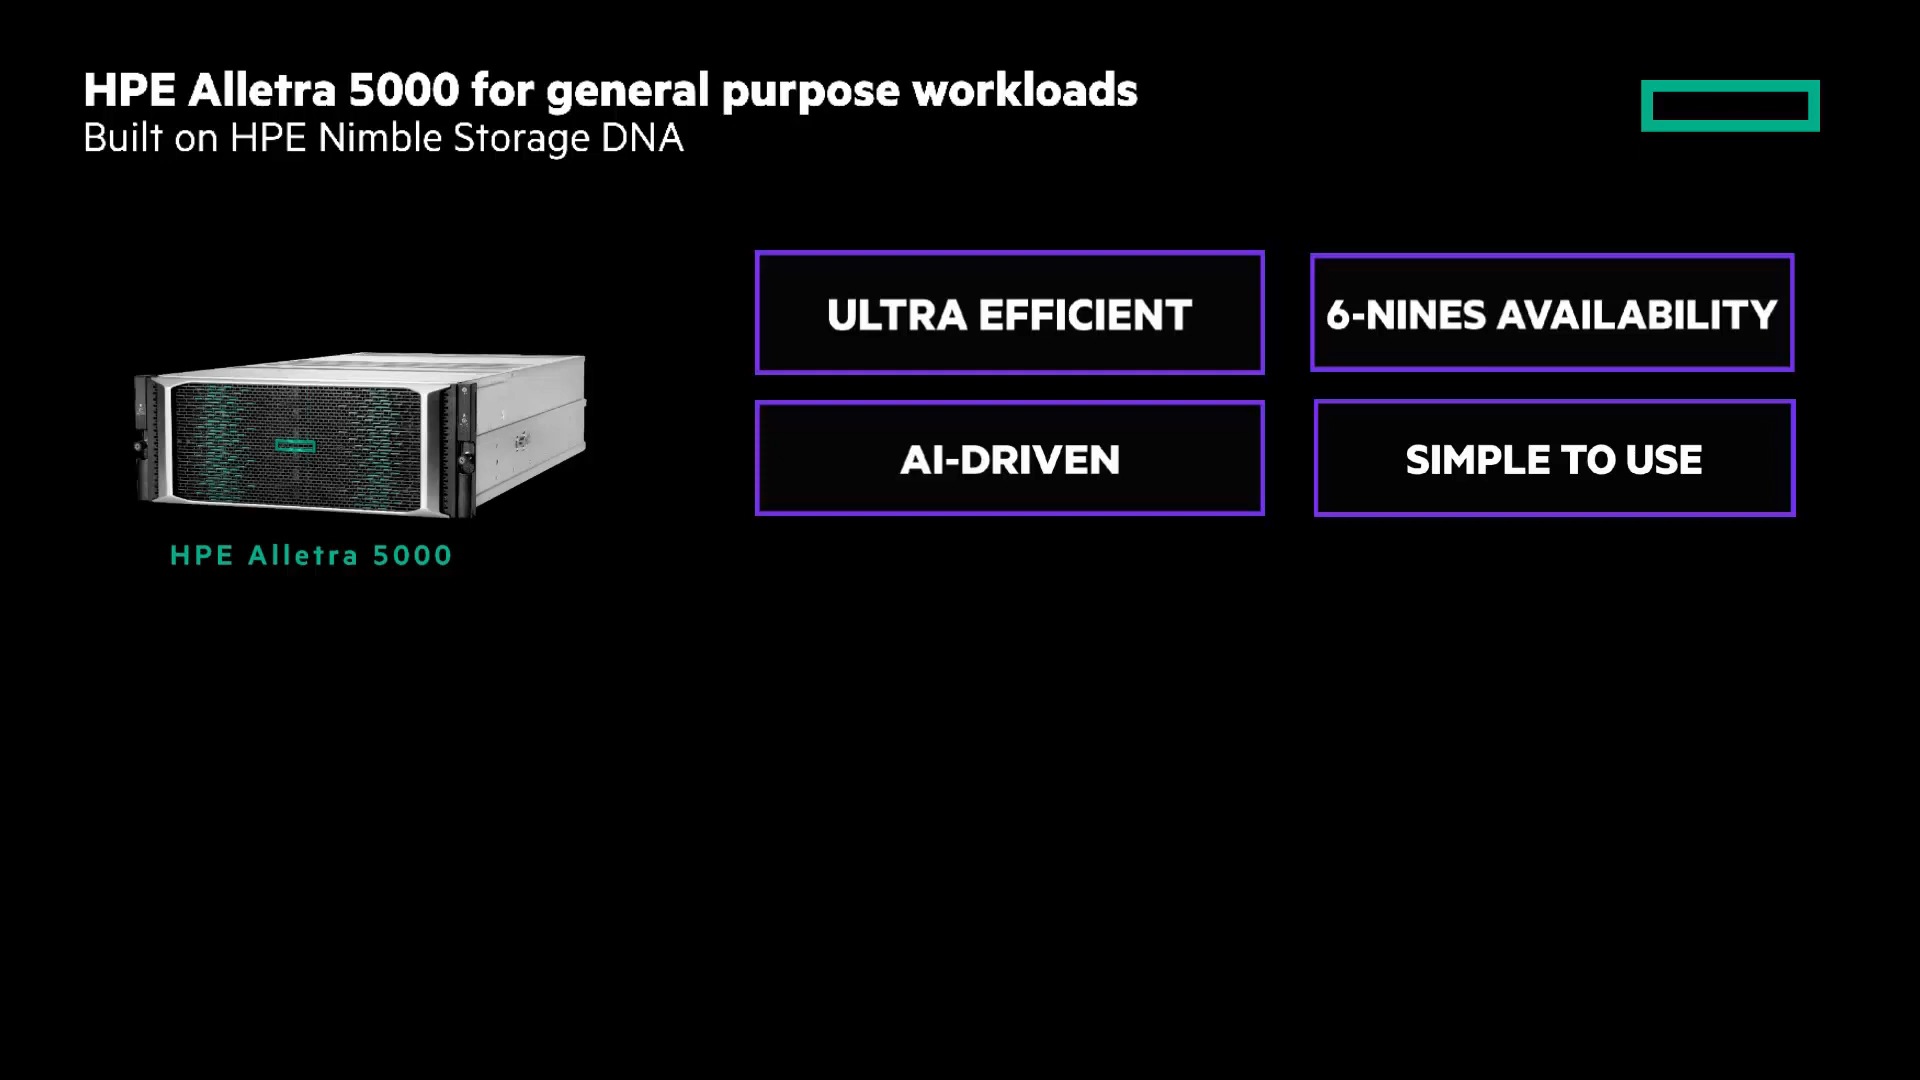 HPE Alletra 5000 for general purpose workloads
Built on HPE Nimble Storage DNA
ULTRA EFFICIENT
6-NINES AVAILABILITY
AI-DRIVEN
SIMPLE TO USE
HPE Alletra 5000